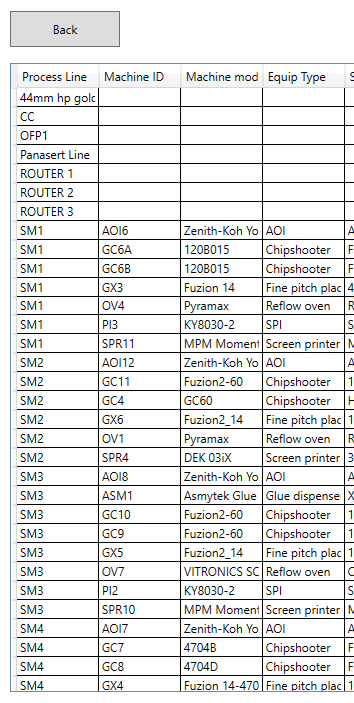 Back
Process Line Machine ID Machine mod Equip Type S
44mm hp gold
CC
OFP1
Panasert Line
ROUTER 1
ROUTER 2
ROUTER 3
SM1 AOI6 Zenith-Koh Yo AOI A
SM1 GC6A 120B015 Chipshooter F
SM1 GC6B 120B015 Chipshooter F
SM1 GX3 Fuzion 14 Fine pitch plac 4
SM1 OV4 Pyramax Reflow oven R
SM1 PI3 KY8030-2 SPI S
SM1 SPR11 MPM Moment Screen printer M
SM2 AOI12 Zenith-Koh Yo AOI A
SM2 GC11 Fuzion2-60 Chipshooter 1
SM2 GC4 GC60 Chipshooter H
SM2 GX6 Fuzion2_14 Fine pitch plac 1
SM2 OV1 Pyramax Reflow oven R
SM2 SPR4 DEK 03iX Screen printer 3
SM3 AOI8 Zenith-Koh Yo AOI A
SM3 ASM1 Asmytek Glue Glue dispense X
SM3 GC10 Fuzion2-60 Chipshooter 1
SM3 GC9 Fuzion2-60 Chipshooter 1
SM3 GX5 Fuzion2_14 Fine pitch plac 1
SM3 OV7 VITRONICS SC Reflow oven C
SM3 PI2 KY8030-2 SPI S
SM3 SPR10 MPM Moment Screen printer M
SM4 AOI7 Zenith-Koh Yo AOI A
SM4 GC7 4704B Chipshooter F
SM4 GC8 4704D Chipshooter F
SM4 GX4 Fuzion 14-470 Fine pitch plac 1